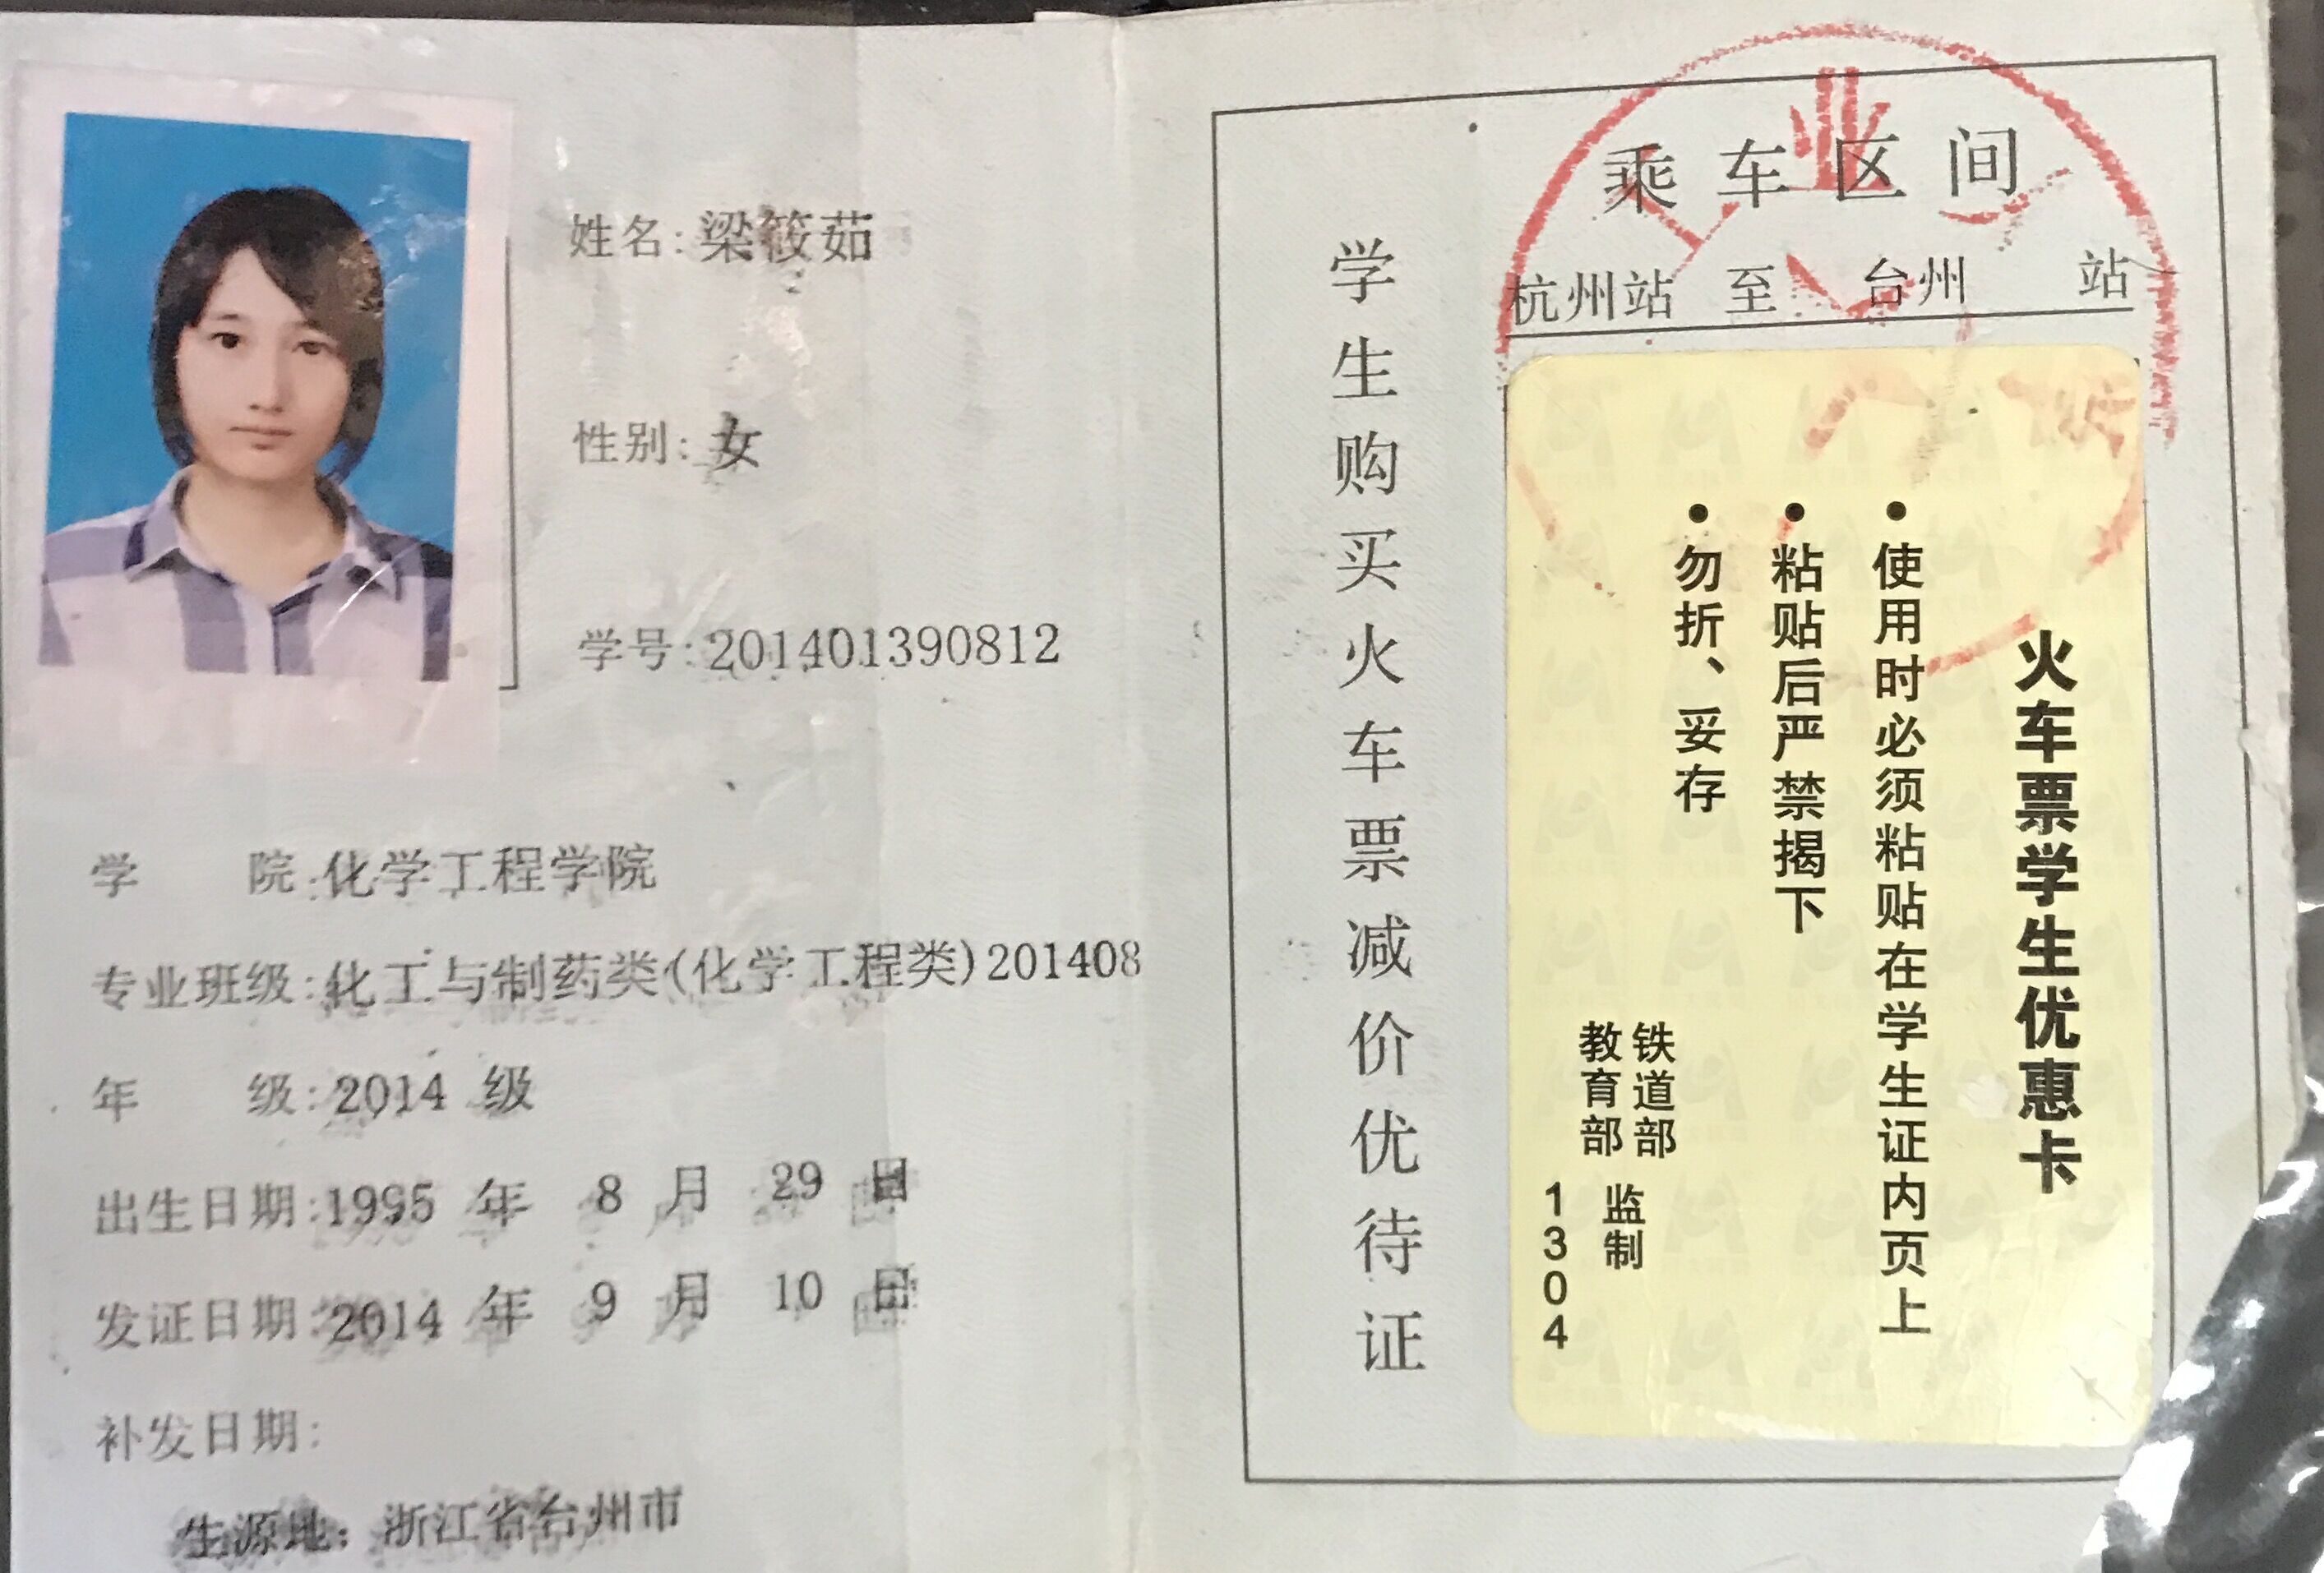 姓名:梁筱茹
性别:女
学号:201401390812
学 院:化学工程学院
专业班级:化工与制药类(化学工程类)201408
年 级:2014 级
出生日期:1995 年 8 月 29 日
发证日期:2014 年 9 月 10 日
补发日期:
生源地:浙江省台州市
学生购买火车票减价优待证
乘车区间
杭州站 至 台州 站
火车票学生优惠卡
●使用时必须粘贴在学生证内页上
●粘贴后严禁揭下
●勿折、妥存
铁道部
教育部
监制
1304